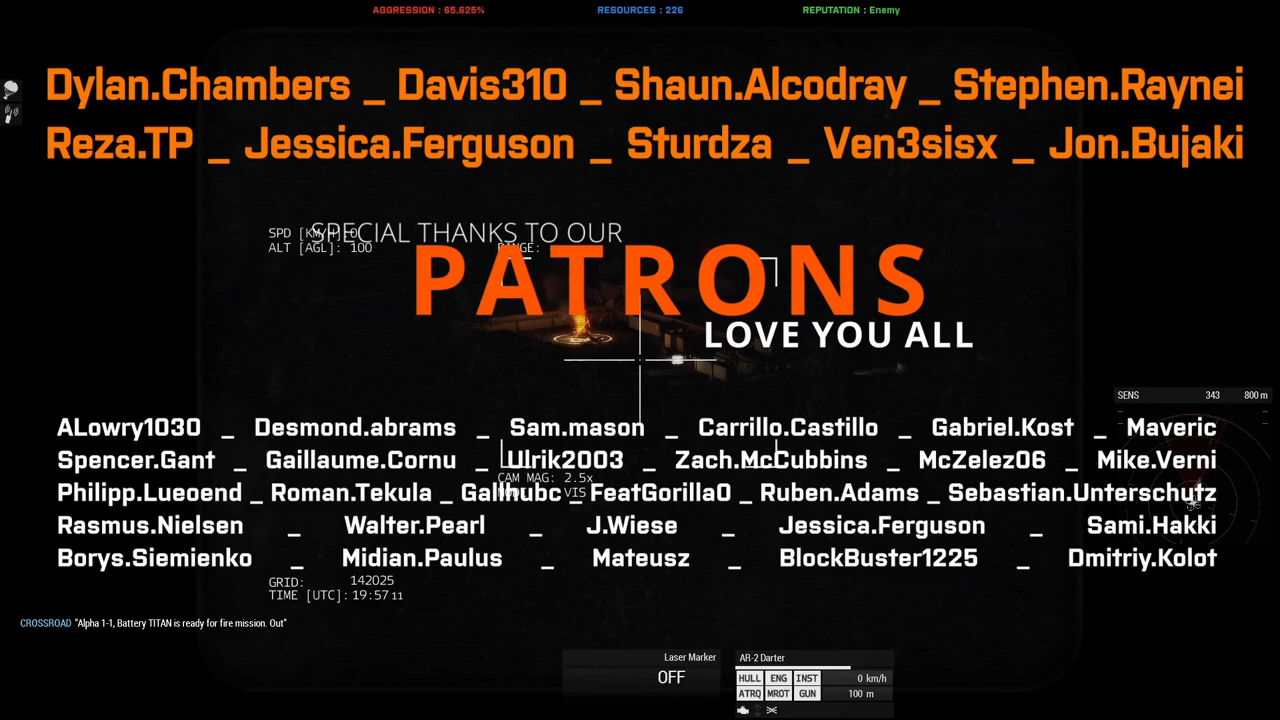 AGGRESSION : 65.625% RESOURCES : 226 REPUTATION : Enemy
Dylan.Chambers _ Davis310 _ Shaun.Alcodray _ Stephen.Raynei
Reza.TP _ Jessica.Ferguson _ Sturdza _ Ven3sisx _ Jon.Bujaki
SPECIAL THANKS TO OUR
SPD [KM/H]: 0
ALT [AGL]: 100
PATRONS
LOVE YOU ALL
SENS 343 800 m
ALowry1030 _ Desmond.abrams _ Sam.mason _ Carrillo.Castillo _ Gabriel.Kost _ Maveric
Spencer.Gant _ Gaillaume.Cornu _ Ulrik2003 _ Zach.McCubbins _ McZelez06 _ Mike.Verni
CAM MAG: 2.5x
VIS
Philipp.Lueoend _ Roman.Tekula _ Gallbubc _ FeatGorilla0 _ Ruben.Adams _ Sebastian.Unterschutz
Rasmus.Nielsen _ Walter.Pearl _ J.Wiese _ Jessica.Ferguson _ Sami.Hakki
Borys.Siemienko _ Midian.Paulus _ Mateusz _ BlockBuster1225 _ Dmitriy.Kolot
GRID: 142025
TIME [UTC]: 19:57 11
CROSSROAD "Alpha 1-1, Battery TITAN is ready for fire mission. Out"
Laser Marker
OFF
AR-2 Darter
HULL ENG INST 0 km/h
ATRQ MROT GUN 100 m